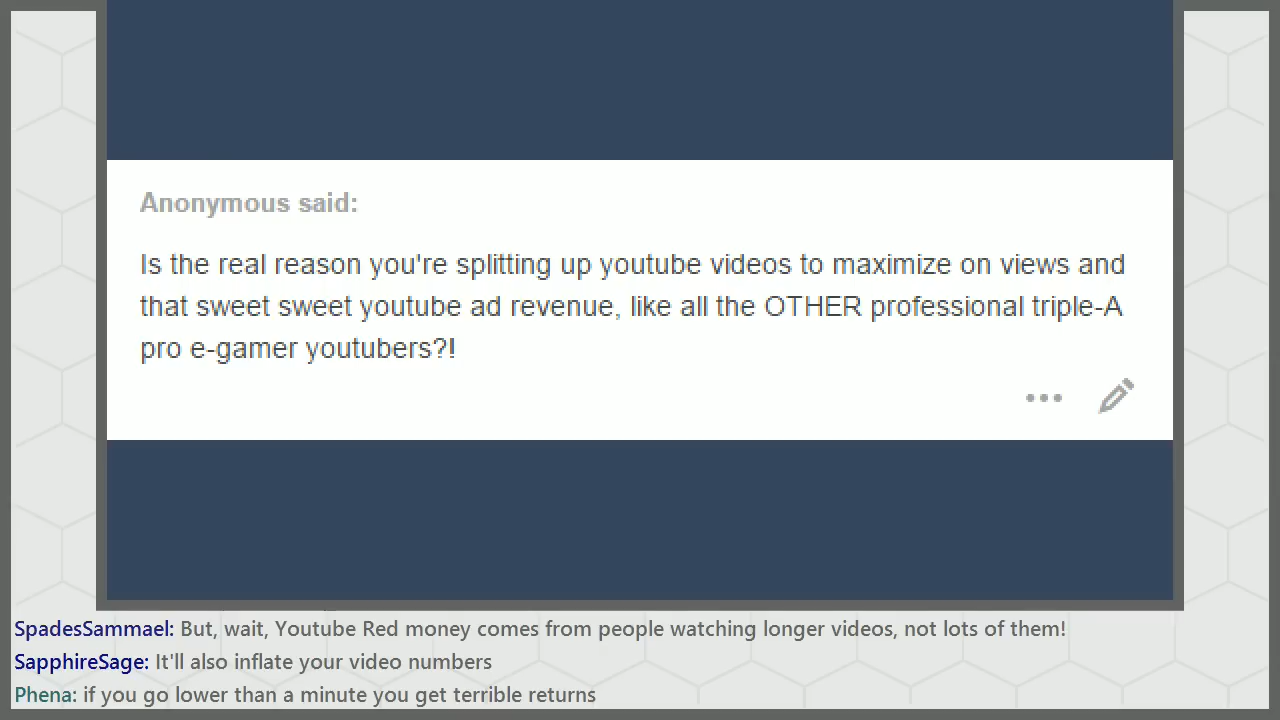 Anonymous said:
Is the real reason you're splitting up youtube videos to maximize on views and
that sweet sweet youtube ad revenue, like all the OTHER professional triple-A
pro e-gamer youtubers?!
SpadesSammael: But, wait, Youtube Red money comes from people watching longer videos, not lots of them!
SapphireSage: It'll also inflate your video numbers
Phena: if you go lower than a minute you get terrible returns